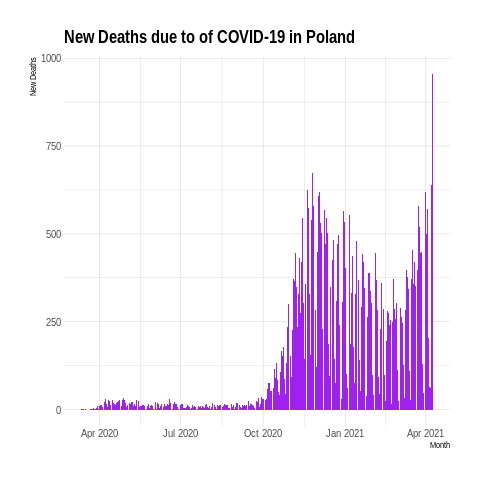 New Deaths due to of COVID-19 in Poland
New Deaths
1000
750
500
250
0
Apr 2020 Jul 2020 Oct 2020 Jan 2021 Apr 2021
Month